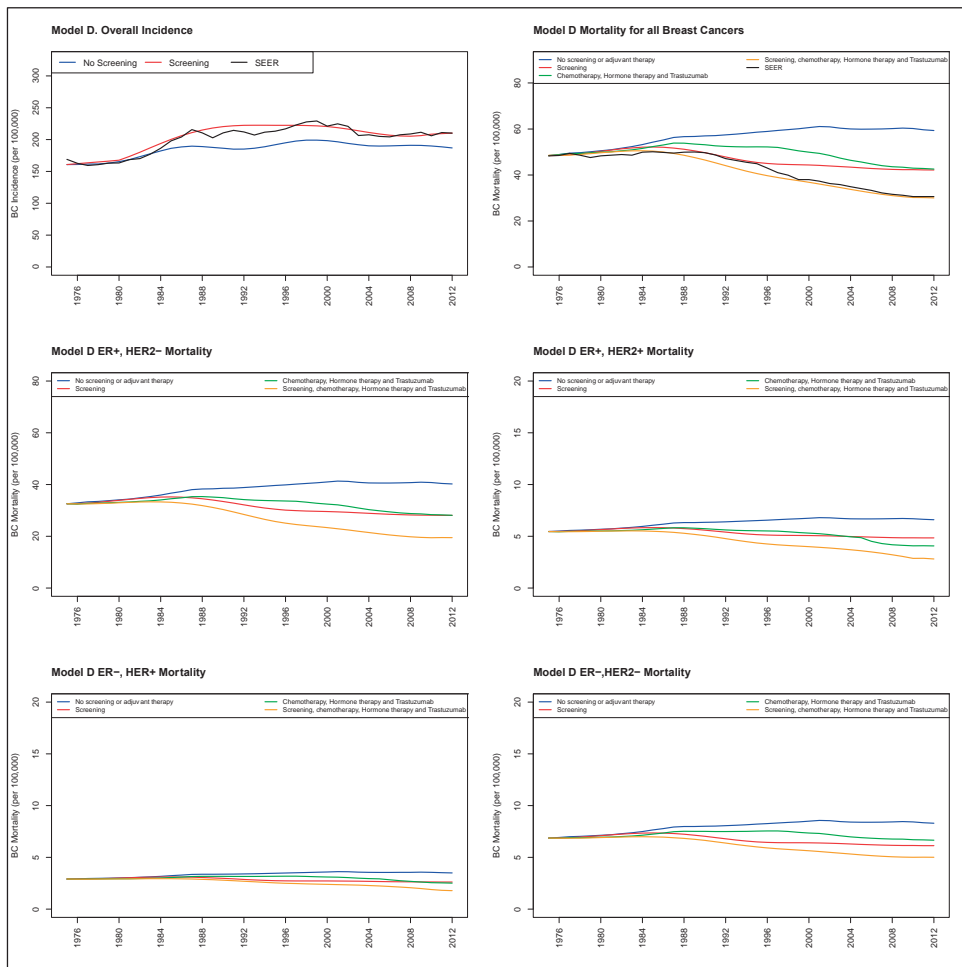 Model D. Overall Incidence
No Screening
Screening
SEER
BC Incidence (per 100,000)
0
50
100
150
200
250
300
1976
1980
1984
1988
1992
1996
2000
2004
2008
2012
Model D Mortality for all Breast Cancers
No screening or adjuvant therapy
Screening
Chemotherapy, Hormone therapy and Trastuzumab
Screening, chemotherapy, Hormone therapy and Trastuzumab
SEER
BC Mortality (per 100,000)
0
20
40
60
80
1976
1980
1984
1988
1992
1996
2000
2004
2008
2012
Model D ER+, HER2− Mortality
No screening or adjuvant therapy
Screening
Chemotherapy, Hormone therapy and Trastuzumab
Screening, chemotherapy, Hormone therapy and Trastuzumab
BC Mortality (per 100,000)
0
20
40
60
80
1976
1980
1984
1988
1992
1996
2000
2004
2008
2012
Model D ER+, HER2+ Mortality
No screening or adjuvant therapy
Screening
Chemotherapy, Hormone therapy and Trastuzumab
Screening, chemotherapy, Hormone therapy and Trastuzumab
BC Mortality (per 100,000)
0
5
10
15
20
1976
1980
1984
1988
1992
1996
2000
2004
2008
2012
Model D ER−, HER+ Mortality
No screening or adjuvant therapy
Screening
Chemotherapy, Hormone therapy and Trastuzumab
Screening, chemotherapy, Hormone therapy and Trastuzumab
BC Mortality (per 100,000)
0
5
10
15
20
1976
1980
1984
1988
1992
1996
2000
2004
2008
2012
Model D ER−,HER2− Mortality
No screening or adjuvant therapy
Screening
Chemotherapy, Hormone therapy and Trastuzumab
Screening, chemotherapy, Hormone therapy and Trastuzumab
BC Mortality (per 100,000)
0
5
10
15
20
1976
1980
1984
1988
1992
1996
2000
2004
2008
2012